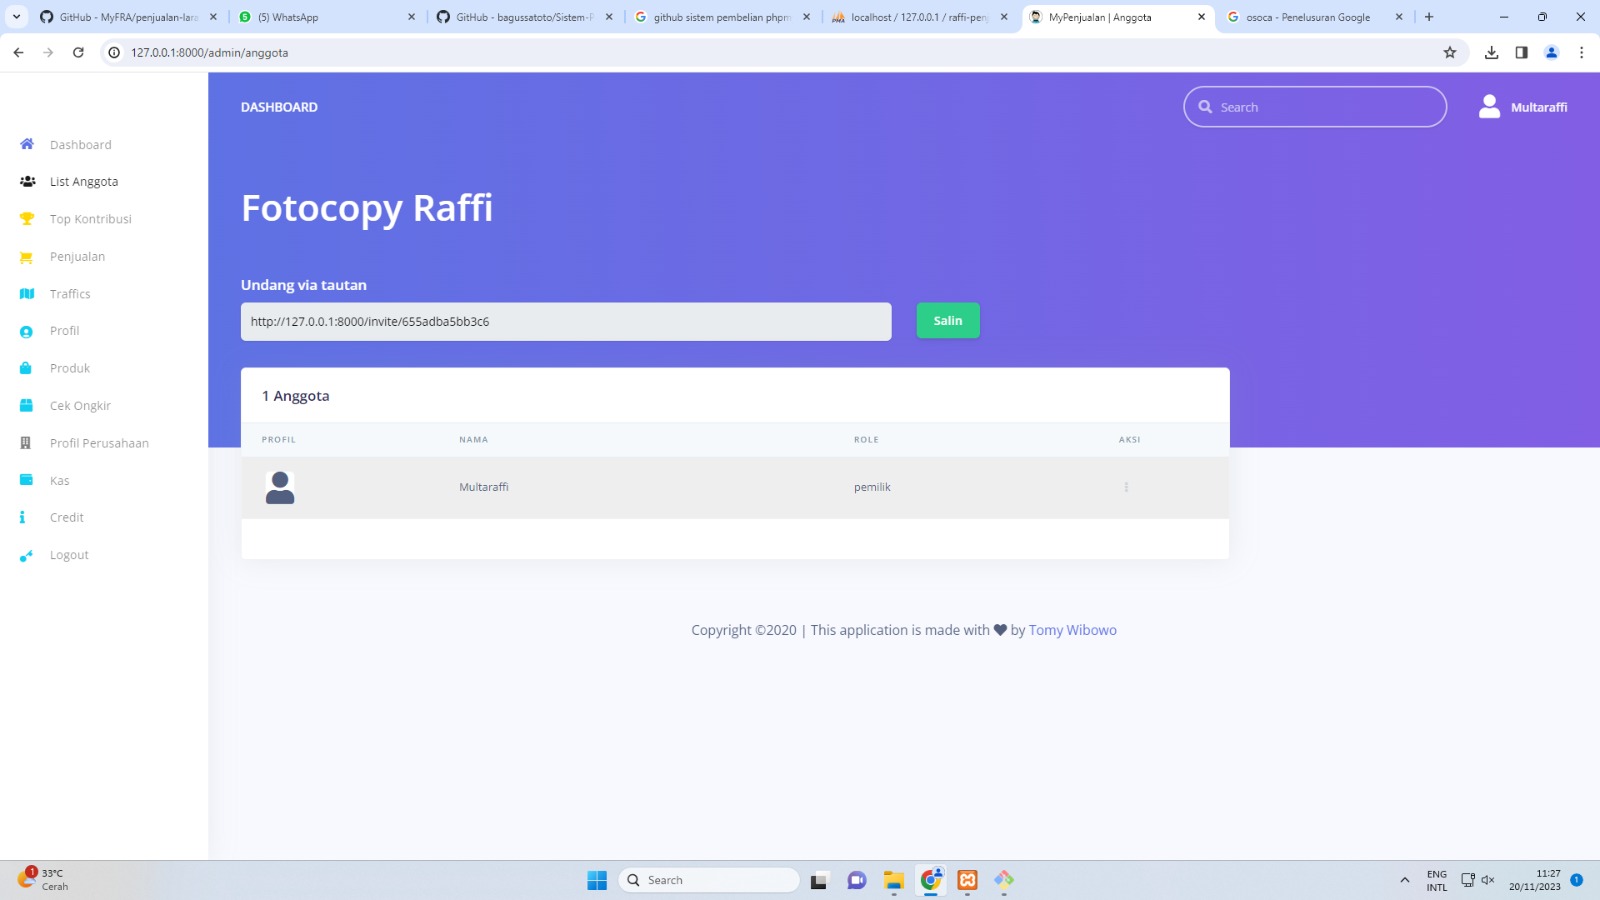 GitHub - MyFRA/penjualan-lara
(5) WhatsApp
GitHub - bagussatoto/Sistem-P
github sistem pembelian phpm
localhost / 127.0.0.1 / raffi-penj
MyPenjualan | Anggota
osoca - Penelusuran Google
127.0.0.1:8000/admin/anggota
DASHBOARD
Search
Multaraffi
Dashboard
List Anggota
Top Kontribusi
Penjualan
Traffics
Profil
Produk
Cek Ongkir
Profil Perusahaan
Kas
Credit
Logout
Fotocopy Raffi
Undang via tautan
http://127.0.0.1:8000/invite/655adba5bb3c6
Salin
1 Anggota
PROFIL NAMA ROLE AKSI
Multaraffi pemilik
Copyright ©2020 | This application is made with by Tomy Wibowo
1
33°C
Cerah
Search
ENG
INTL
11:27
20/11/2023
1